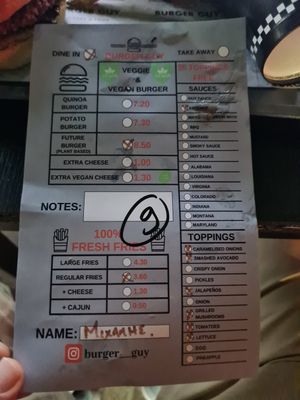 BURGER GUY
DINE IN
TAKE AWAY
VEGGIE
&
VEGAN BURGER
QUINOA BURGER 7.20
POTATO BURGER 7.30
FUTURE BURGER (PLANT BASED) 8.50
EXTRA CHEESE 1.00
EXTRA VEGAN CHEESE 1.30
NOTES:
9
100%
FRESH FRIES
LARGE FRIES 4.30
REGULAR FRIES 3.60
+ CHEESE 1.30
+ CAJUN 0.50
NAME:
burger__guy
SAUCES
BBQ
MUSTARD
SMOKY SAUCE
HOT SAUCE
ALABAMA
LOUISIANA
VIRGINIA
COLORADO
INDIANA
MONTANA
MARYLAND
TOPPINGS
CARAMELISED ONIONS
SMASHED AVOCADO
CRISPY ONION
PICKLES
JALAPEÑOS
ONION
GRILLED MUSHROOMS
TOMATOES
LETTUCE
EGG
PINEAPPLE